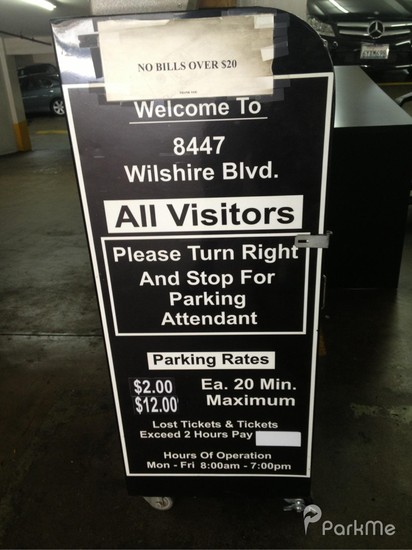 NO BILLS OVER $20
Welcome To
8447
Wilshire Blvd.
All Visitors
Please Turn Right
And Stop For
Parking
Attendant
Parking Rates
$2.00 Ea. 20 Min.
$12.00 Maximum
Lost Tickets & Tickets
Exceed 2 Hours Pay
Hours Of Operation
Mon - Fri 8:00am - 7:00pm
ParkMe